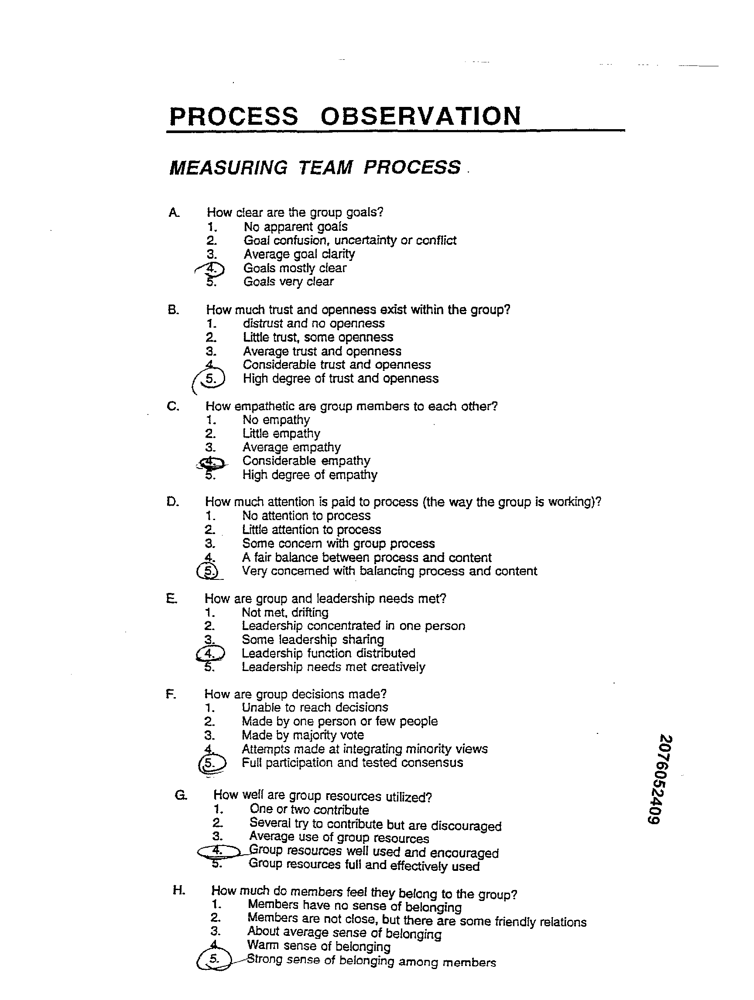 PROCESS OBSERVATION
MEASURING TEAM PROCESS
A. How clear are the group goals?
1. No apparent goals
2. Goal confusion, uncertainty or conflict
3. Average goal clarity
4. Goals mostly clear
5. Goals very clear
B. How much trust and openness exist within the group?
1. distrust and no openness
2. Little trust, some openness
3. Average trust and openness
4. Considerable trust and openness
5. High degree of trust and openness
C. How empathetic are group members to each other?
1. No empathy
2. Little empathy
3. Average empathy
4. Considerable empathy
5. High degree of empathy
D. How much attention is paid to process (the way the group is working)?
1. No attention to process
2. Little attention to process
3. Some concern with group process
4. A fair balance between process and content
5. Very concerned with balancing process and content
E. How are group and leadership needs met?
1. Not met, drifting
2. Leadership concentrated in one person
3. Some leadership sharing
4. Leadership function distributed
5. Leadership needs met creatively
F. How are group decisions made?
1. Unable to reach decisions
2. Made by one person or few people
3. Made by majority vote
4. Attempts made at integrating minority views
5. Full participation and tested consensus
G. How well are group resources utilized?
1. One or two contribute
2. Several try to contribute but are discouraged
3. Average use of group resources
4. Group resources well used and encouraged
5. Group resources full and effectively used
H. How much do members feel they belong to the group?
1. Members have no sense of belonging
2. Members are not close, but there are some friendly relations
3. About average sense of belonging
4. Warm sense of belonging
5. Strong sense of belonging among members
2076052409